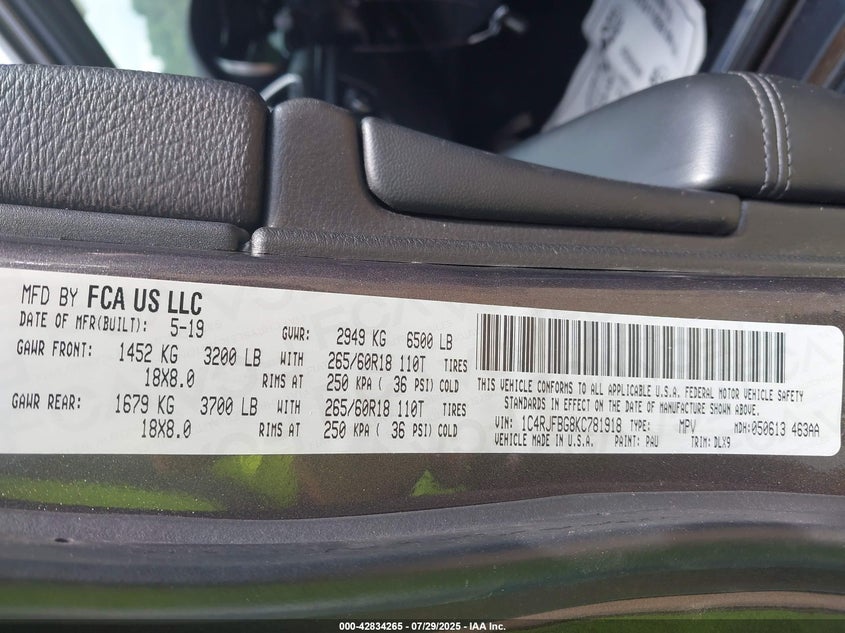 MFD BY FCA US LLC
DATE OF MFR(BUILT): 5-19 GVWR: 2949 KG 6500 LB
GAWR FRONT: 1452 KG 3200 LB WITH 265/60R18 110T TIRES
18X8.0 RIMS AT 250 KPA ( 36 PSI) COLD
GAWR REAR: 1679 KG 3700 LB WITH 265/60R18 110T TIRES
18X8.0 RIMS AT 250 KPA ( 36 PSI) COLD
THIS VEHICLE CONFORMS TO ALL APPLICABLE U.S.A. FEDERAL MOTOR VEHICLE SAFETY
STANDARDS IN EFFECT ON THE DATE OF MANUFACTURE SHOWN ABOVE.
VIN: 1C4RJFBG8KC781918 TYPE: MPV MDH: 050613 463AA
VEHICLE MADE IN U.S.A. PAINT: PAU TRIM: DLX9
000-42834265 / 07/29/2025 - IAA Inc.